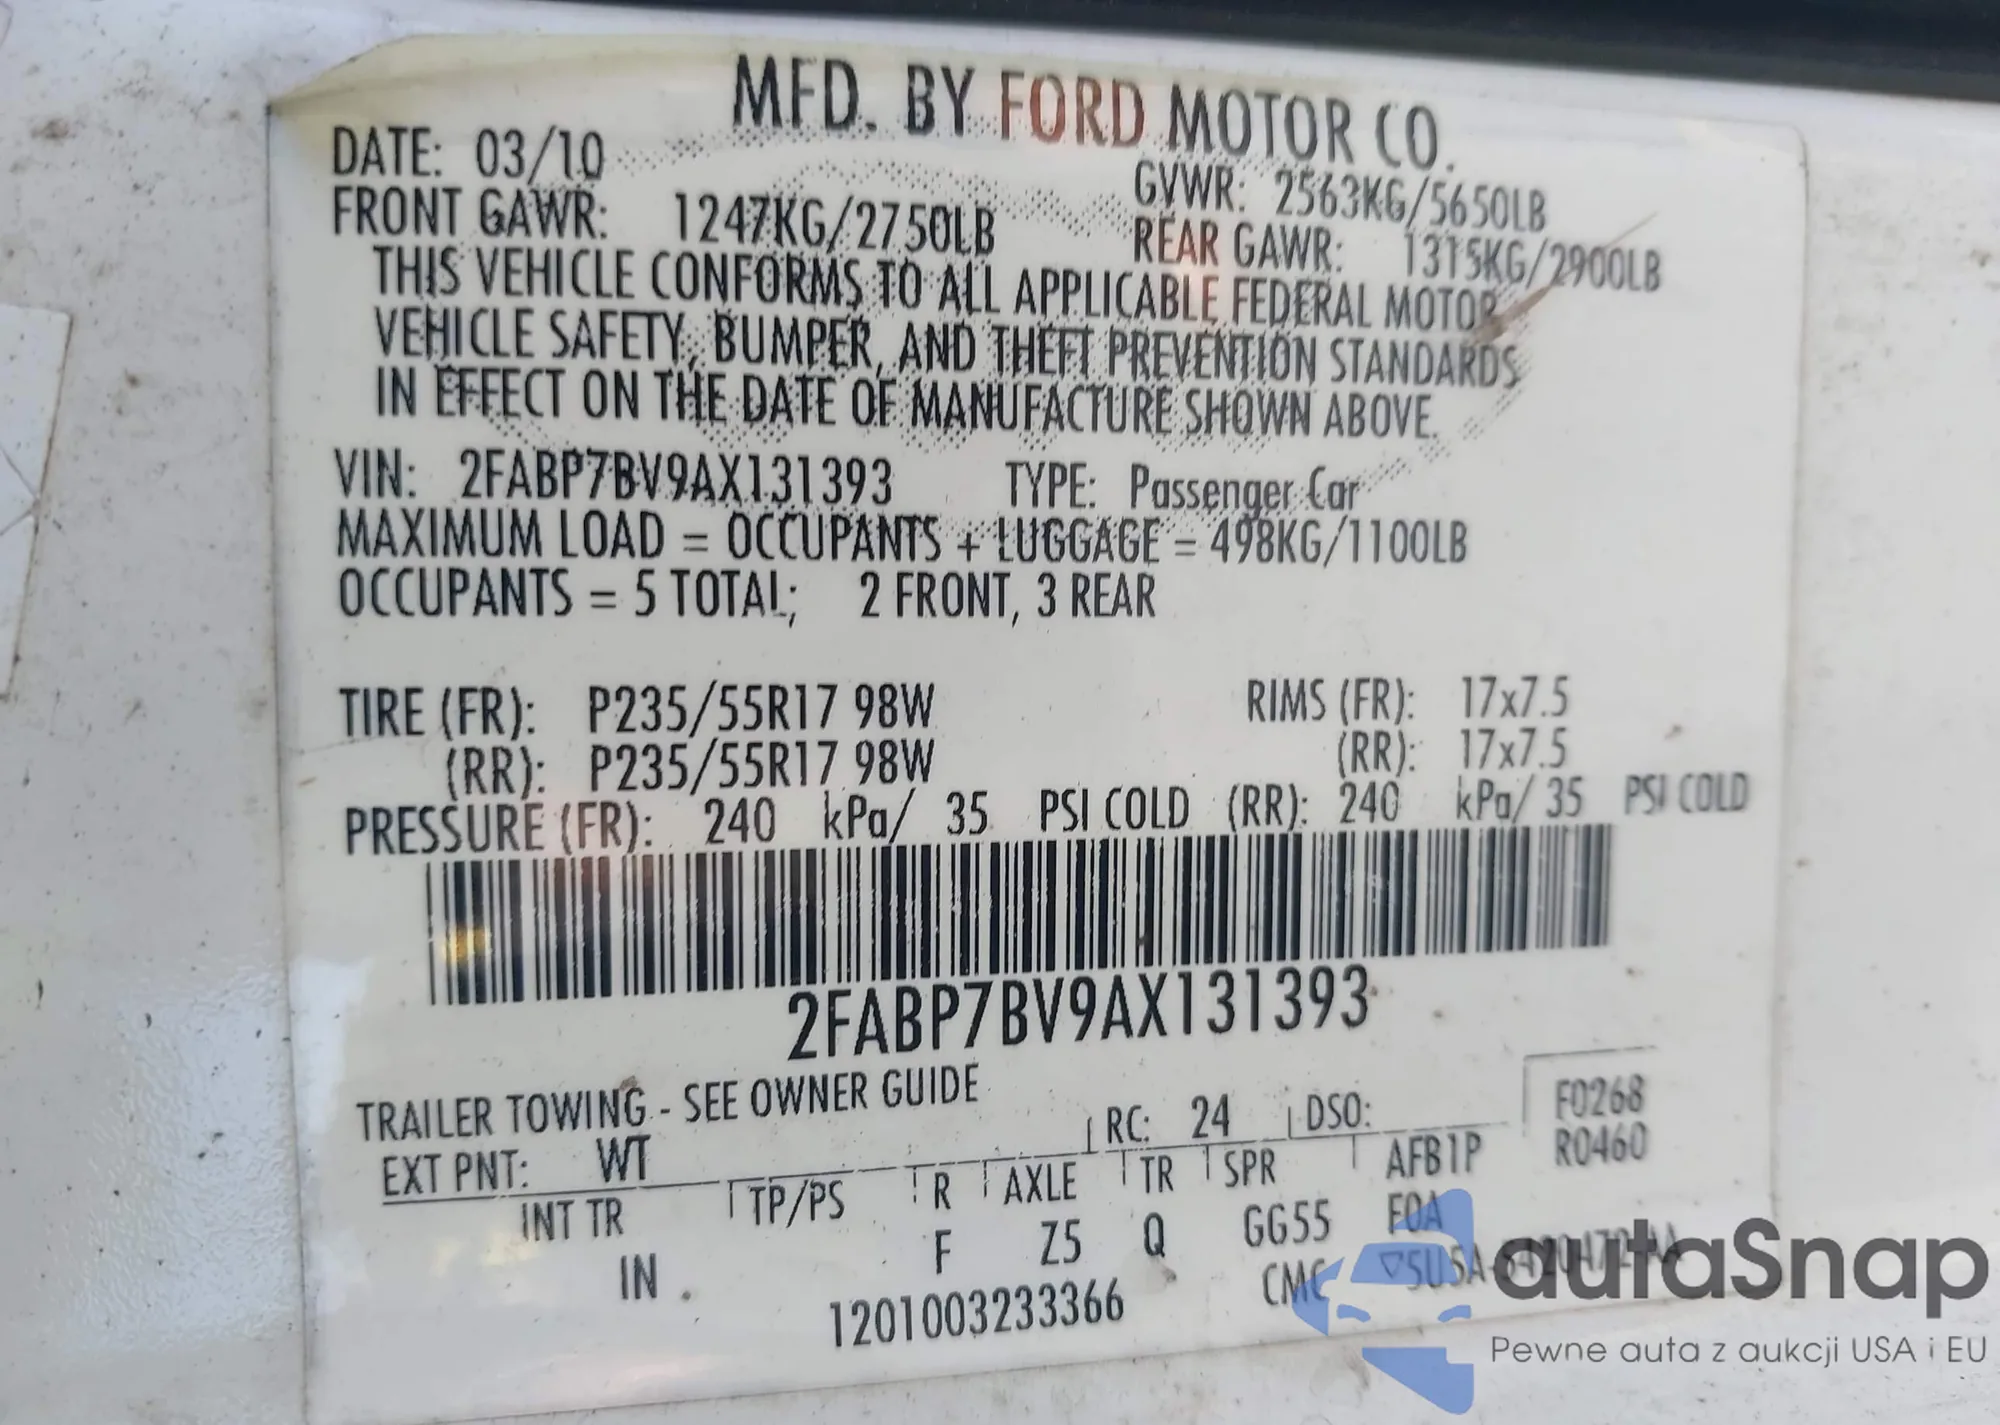 MFD. BY FORD MOTOR CO.
DATE: 03/10 GVWR: 2563KG/5650LB
FRONT GAWR: 1247KG/2750LB REAR GAWR: 1315KG/2900LB
THIS VEHICLE CONFORMS TO ALL APPLICABLE FEDERAL MOTOR
VEHICLE SAFETY, BUMPER, AND THEFT PREVENTION STANDARDS
IN EFFECT ON THE DATE OF MANUFACTURE SHOWN ABOVE.
VIN: 2FABP7BV9AX131393 TYPE: Passenger Car
MAXIMUM LOAD = OCCUPANTS + LUGGAGE = 498KG/1100LB
OCCUPANTS = 5 TOTAL; 2 FRONT, 3 REAR
TIRE (FR): P235/55R17 98W RIMS (FR): 17x7.5
(RR): P235/55R17 98W (RR): 17x7.5
PRESSURE (FR): 240 kPa/ 35 PSI COLD (RR): 240 kPa/ 35 PSI COLD
2FABP7BV9AX131393
TRAILER TOWING - SEE OWNER GUIDE
EXT PNT: WT RC: 24 DSO: F0268
R0460
INT TR TP/PS R AXLE TR SPR AFB1P
IN F Z5 Q GG55 FOA
1201003233366 CMC
autaSnap
Pewne auta z aukcji USA i EU